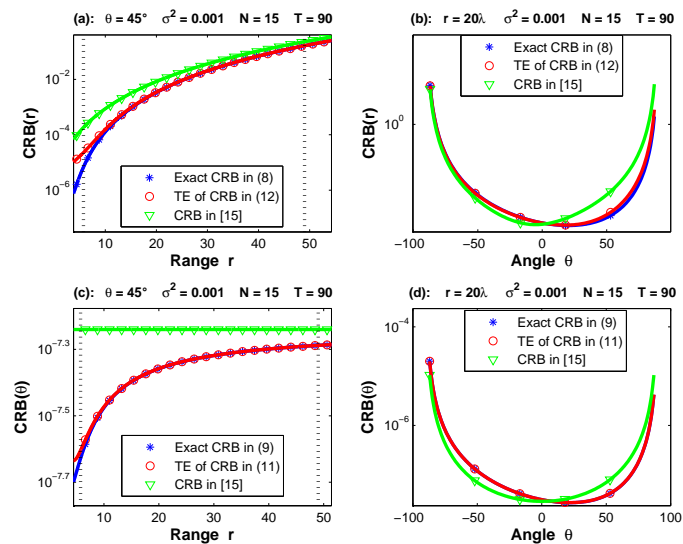 (a): θ = 45° σ² = 0.001 N = 15 T = 90
CRB(r)
10⁻²
10⁻⁴
10⁻⁶
Exact CRB in (8)
TE of CRB in (12)
CRB in [15]
10 20 30 40 50
Range r
(b): r = 20λ σ² = 0.001 N = 15 T = 90
CRB(r)
10⁰
Exact CRB in (8)
TE of CRB in (12)
CRB in [15]
−100 −50 0 50 100
Angle θ
(c): θ = 45° σ² = 0.001 N = 15 T = 90
CRB(θ)
10⁻⁷·³
10⁻⁷·⁵
10⁻⁷·⁷
Exact CRB in (9)
TE of CRB in (11)
CRB in [15]
10 20 30 40 50
Range r
(d): r = 20λ σ² = 0.001 N = 15 T = 90
CRB(θ)
10⁻⁴
10⁻⁶
Exact CRB in (9)
TE of CRB in (11)
CRB in [15]
−100 −50 0 50 100
Angle θ